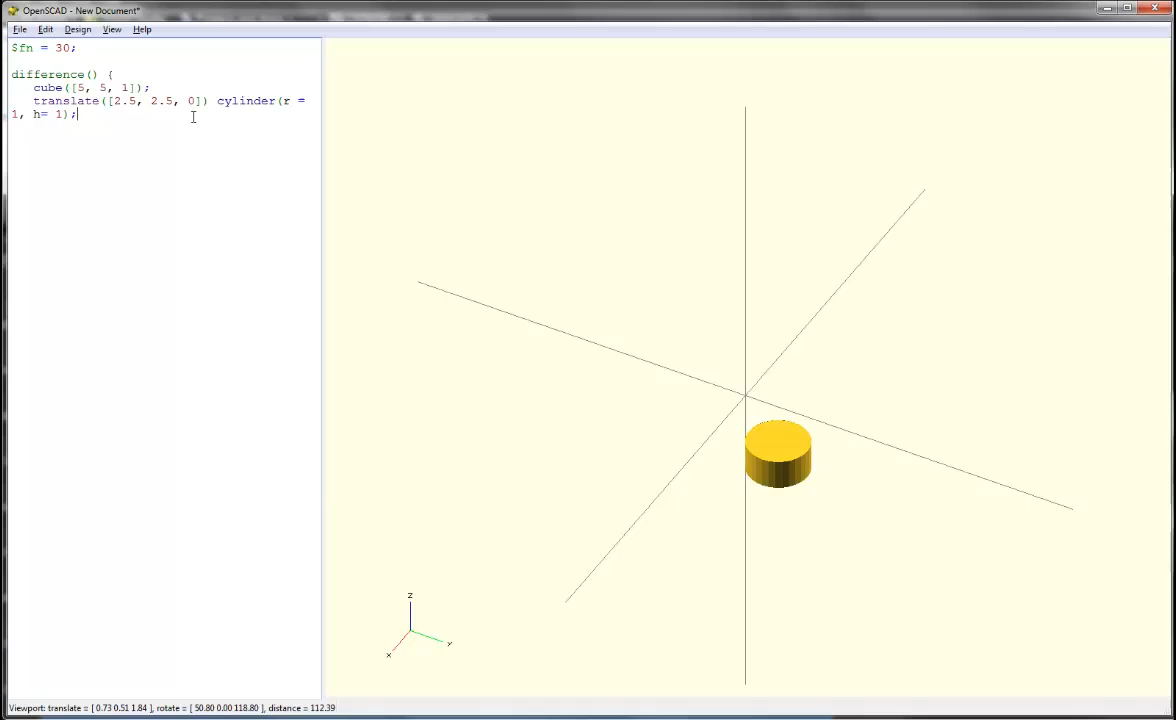 OpenSCAD - New Document*
File Edit Design View Help
$fn = 30;
difference() {
cube([5, 5, 1]);
translate([2.5, 2.5, 0]) cylinder(r =
1, h= 1);
z
y
x
Viewport: translate = [ 0.73 0.51 1.84 ], rotate = [ 50.80 0.00 118.80 ], distance = 112.39